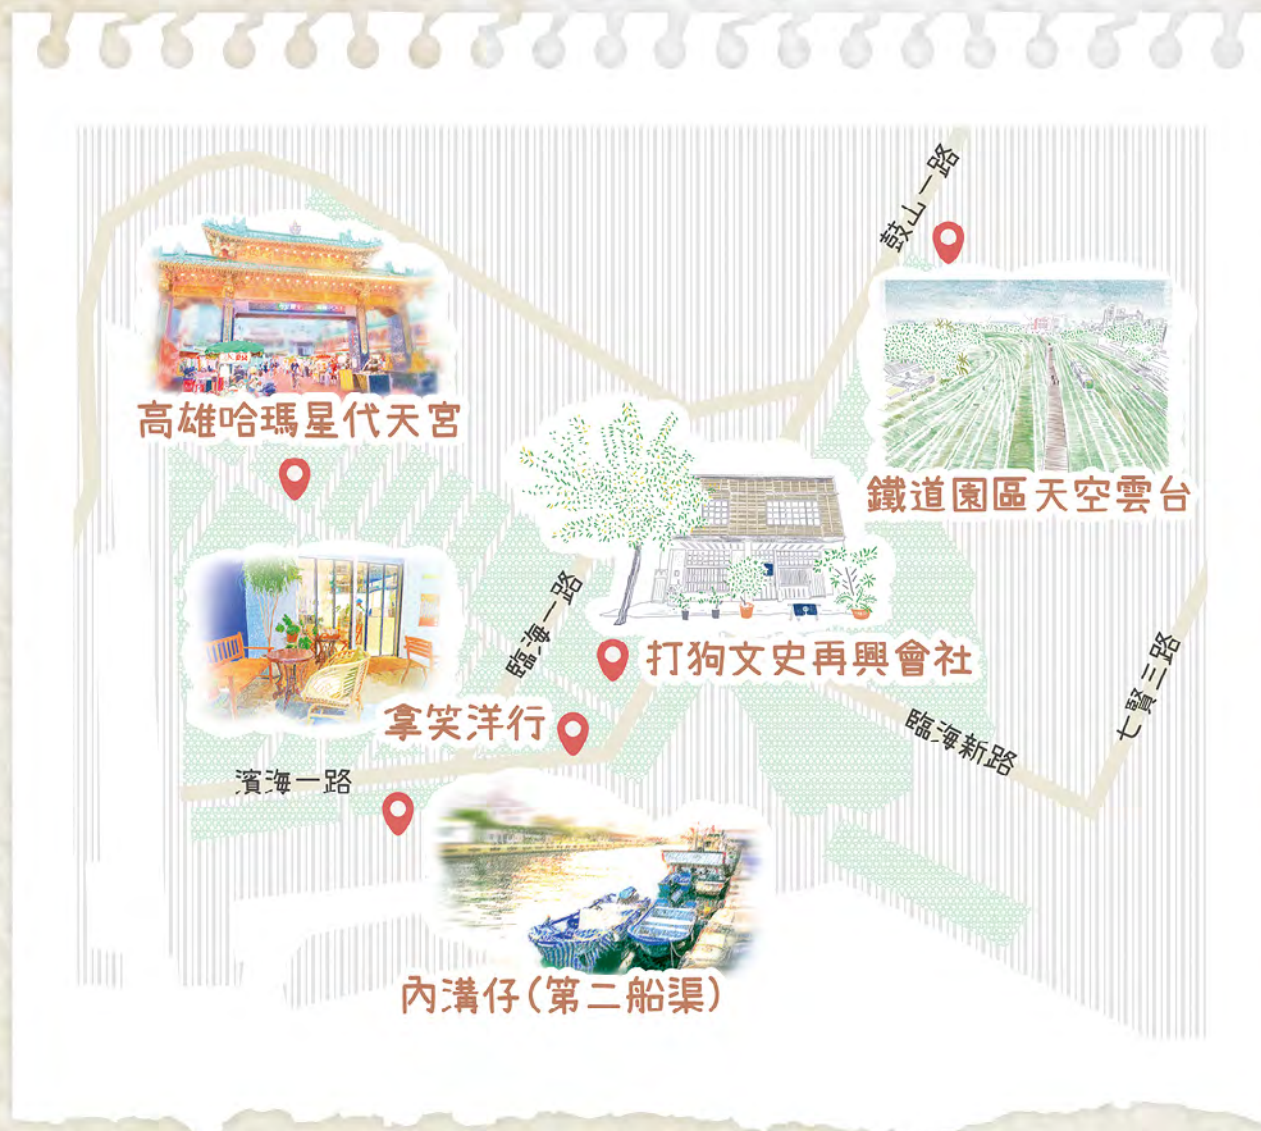 鼓山一路
高雄哈瑪星代天宮
鐵道園區天空雲台
臨海一路
打狗文史再興會社
七賢三路
拿笑洋行
臨海新路
濱海一路
內溝仔(第二船渠)